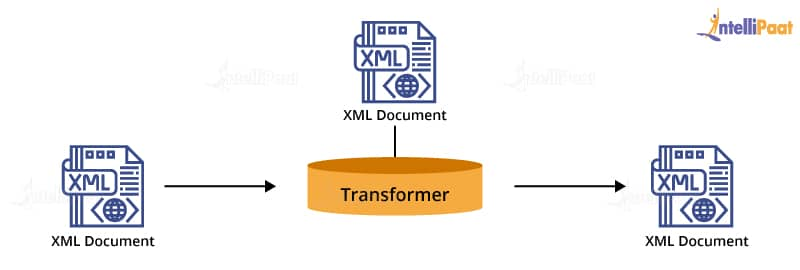 IntelliPaat
XML
XML Document
Transformer
XML
XML Document
XML
XML Document